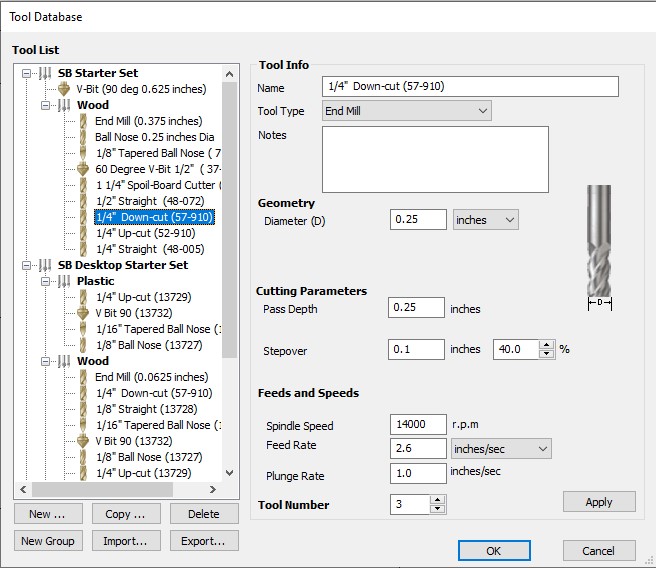 Tool Database
Tool List
SB Starter Set
V-Bit (90 deg 0.625 inches)
Wood
End Mill (0.375 inches)
Ball Nose 0.25 inches Dia
1/8" Tapered Ball Nose ( 7
60 Degree V-Bit 1/2" ( 37-
1 1/4" Spoil-Board Cutter (
1/2" Straight (48-072)
1/4" Down-cut (57-910)
1/4" Up-cut (52-910)
1/4" Straight (48-005)
SB Desktop Starter Set
Plastic
1/4" Up-cut (13729)
V Bit 90 (13732)
1/16" Tapered Ball Nose (1
1/8" Ball Nose (13727)
Wood
End Mill (0.0625 inches)
1/4" Down-cut (57-910)
1/8" Straight (13728)
1/16" Tapered Ball Nose (1
V Bit 90 (13732)
1/8" Ball Nose (13727)
1/4" Up-cut (13729)
New ... Copy ... Delete
New Group Import... Export...
Tool Info
Name 1/4" Down-cut (57-910)
Tool Type End Mill
Notes
Geometry
Diameter (D) 0.25 inches
D
Cutting Parameters
Pass Depth 0.25 inches
Stepover 0.1 inches 40.0 %
Feeds and Speeds
Spindle Speed 14000 r.p.m
Feed Rate 2.6 inches/sec
Plunge Rate 1.0 inches/sec
Tool Number 3 Apply
OK Cancel